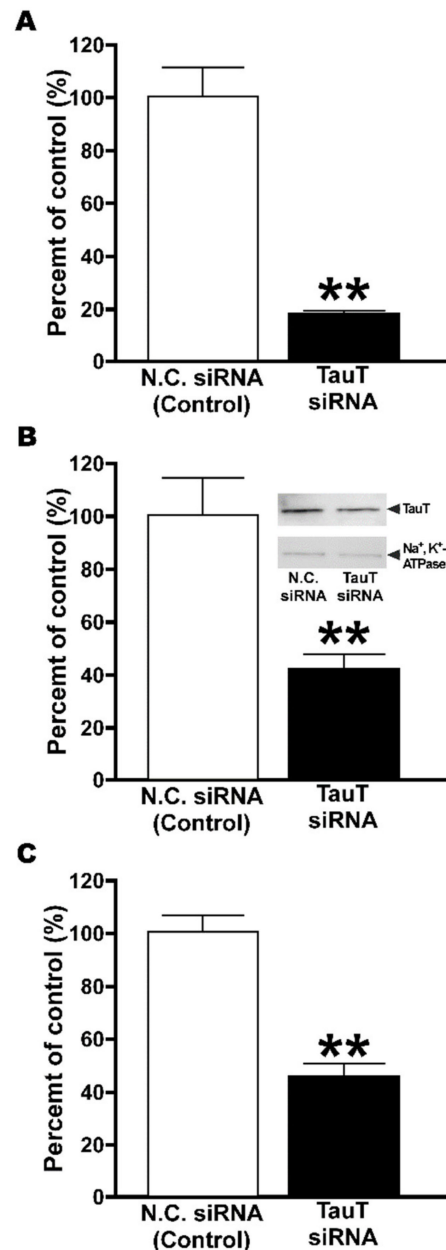 A
Percemt of control (%)
120
100
80
60
40
20
0
**
N.C. siRNA
(Control)
TauT
siRNA
B
Percemt of control (%)
120
100
80
60
40
20
0
TauT
Na⁺, K⁺-
ATPase
N.C.
siRNA
TauT
siRNA
**
N.C. siRNA
(Control)
TauT
siRNA
C
Percemt of control (%)
120
100
80
60
40
20
0
**
N.C. siRNA
(Control)
TauT
siRNA